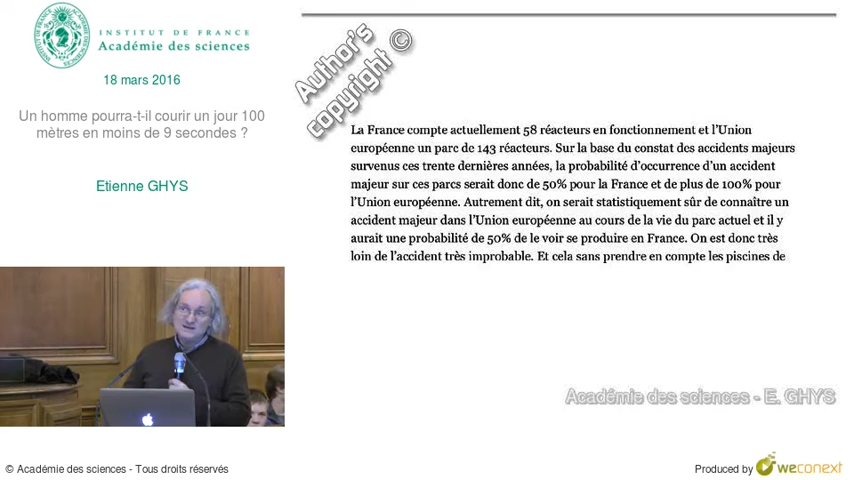 INSTITUT DE FRANCE
Académie des sciences
18 mars 2016
Un homme pourra-t-il courir un jour 100
mètres en moins de 9 secondes ?
Etienne GHYS
Author's
copyright ©
La France compte actuellement 58 réacteurs en fonctionnement et l'Union
européenne un parc de 143 réacteurs. Sur la base du constat des accidents majeurs
survenus ces trente dernières années, la probabilité d'occurrence d'un accident
majeur sur ces parcs serait donc de 50% pour la France et de plus de 100% pour
l'Union européenne. Autrement dit, on serait statistiquement sûr de connaître un
accident majeur dans l'Union européenne au cours de la vie du parc actuel et il y
aurait une probabilité de 50% de le voir se produire en France. On est donc très
loin de l'accident très improbable. Et cela sans prendre en compte les piscines de
Académie des sciences - E. GHYS
© Académie des sciences - Tous droits réservés
Produced by weconext